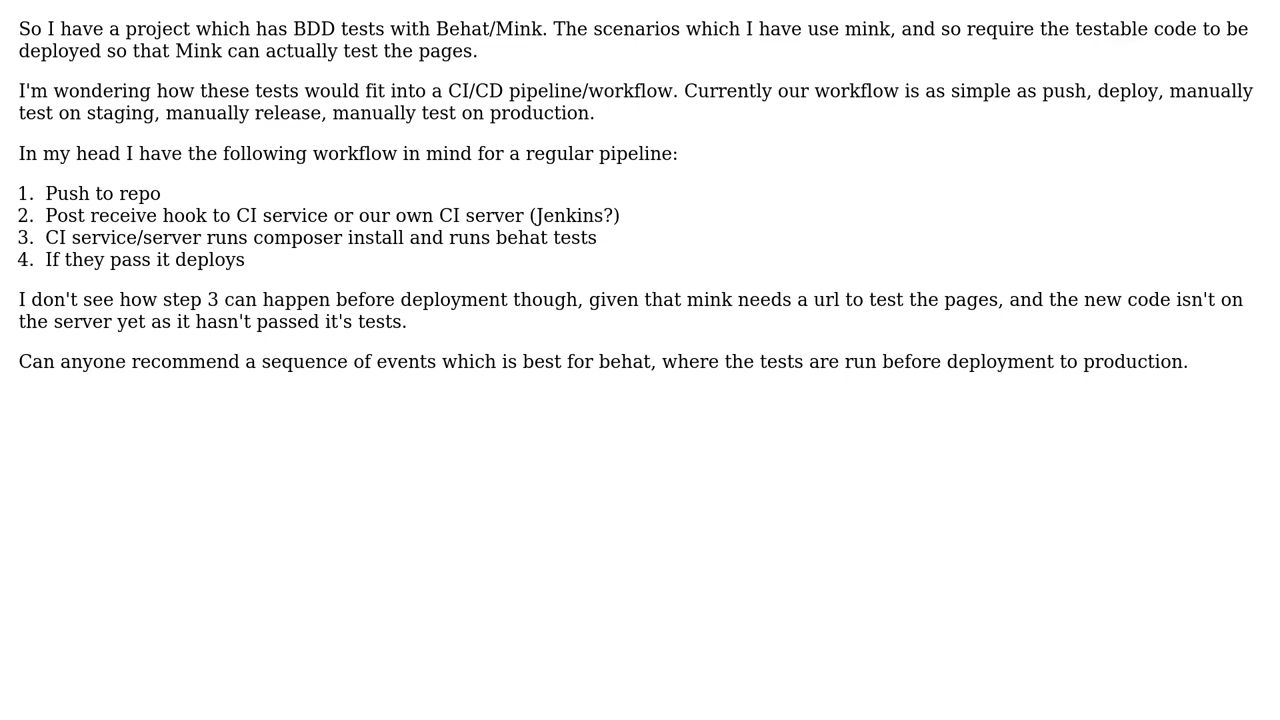 So I have a project which has BDD tests with Behat/Mink. The scenarios which I have use mink, and so require the testable code to be
deployed so that Mink can actually test the pages.
I'm wondering how these tests would fit into a CI/CD pipeline/workflow. Currently our workflow is as simple as push, deploy, manually
test on staging, manually release, manually test on production.
In my head I have the following workflow in mind for a regular pipeline:
1. Push to repo
2. Post receive hook to CI service or our own CI server (Jenkins?)
3. CI service/server runs composer install and runs behat tests
4. If they pass it deploys
I don't see how step 3 can happen before deployment though, given that mink needs a url to test the pages, and the new code isn't on
the server yet as it hasn't passed it's tests.
Can anyone recommend a sequence of events which is best for behat, where the tests are run before deployment to production.